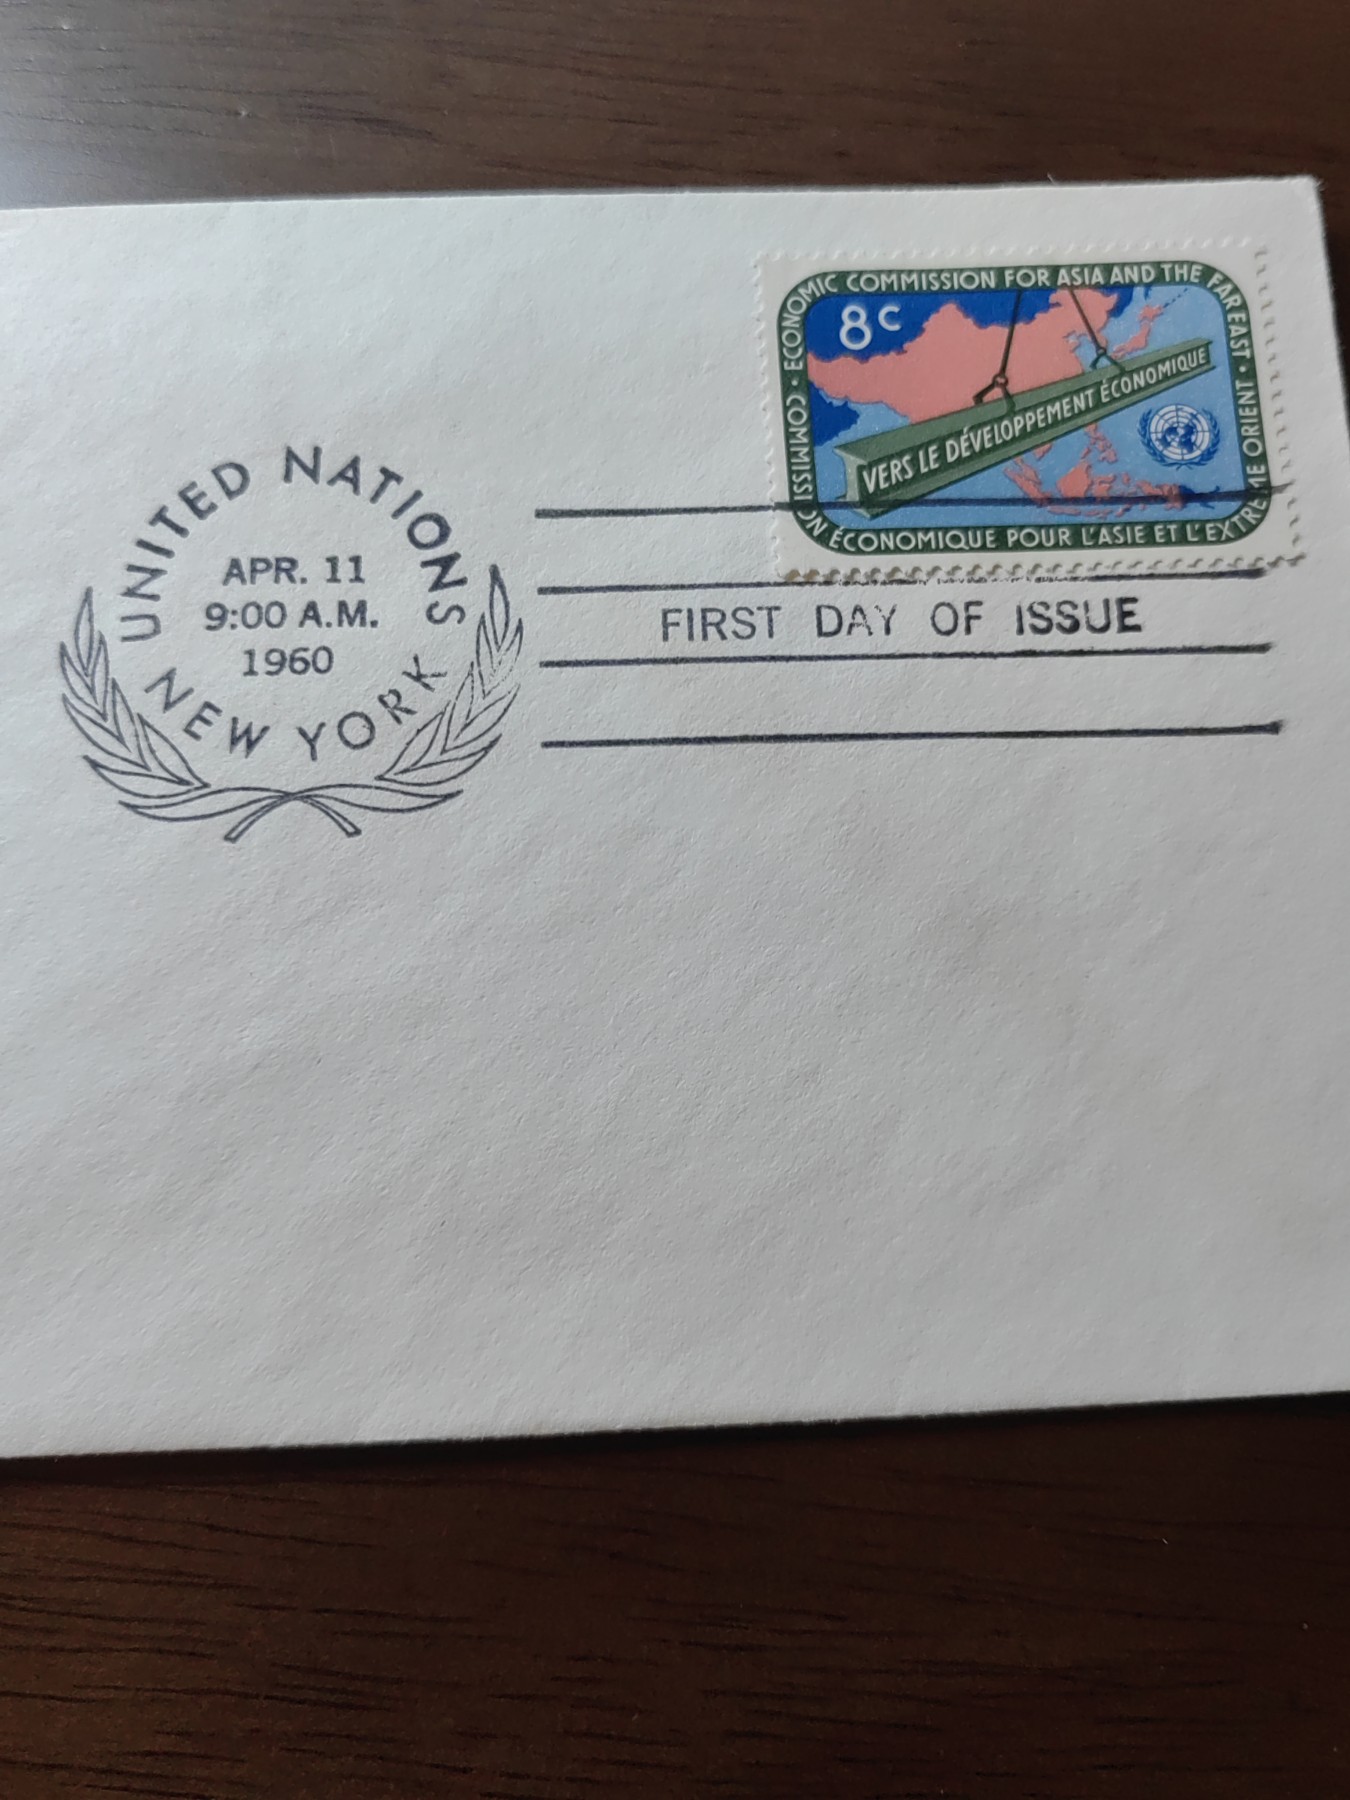 ECONOMIC COMMISSION FOR ASIA AND THE FAR EAST •
COMMISSION ÉCONOMIQUE POUR L'ASIE ET L'EXTRÊME ORIENT •
8c
VERS LE DÉVELOPPEMENT ÉCONOMIQUE
UNITED NATIONS
APR. 11
9:00 A.M.
1960
NEW YORK
FIRST DAY OF ISSUE